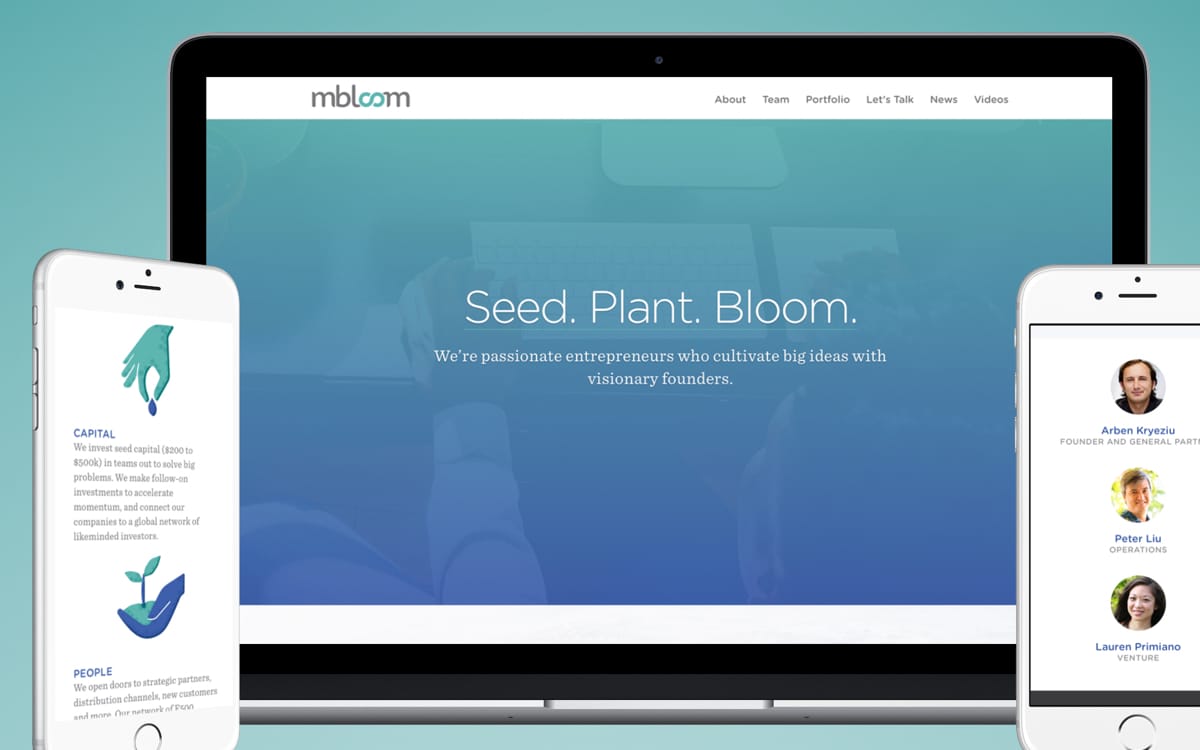 mbloom
About Team Portfolio Let's Talk News Videos
Seed. Plant. Bloom.
We're passionate entrepreneurs who cultivate big ideas with
visionary founders.
CAPITAL
We invest seed capital ($200 to
$500k) in teams out to solve big
problems. We make follow-on
investments to accelerate
momentum, and connect our
companies to a global network of
likeminded investors.
PEOPLE
We open doors to strategic partners,
distribution channels, new customers
and more. Our network of F500
Arben Kryeziu
FOUNDER AND GENERAL PARTN
Peter Liu
OPERATIONS
Lauren Primiano
VENTURE